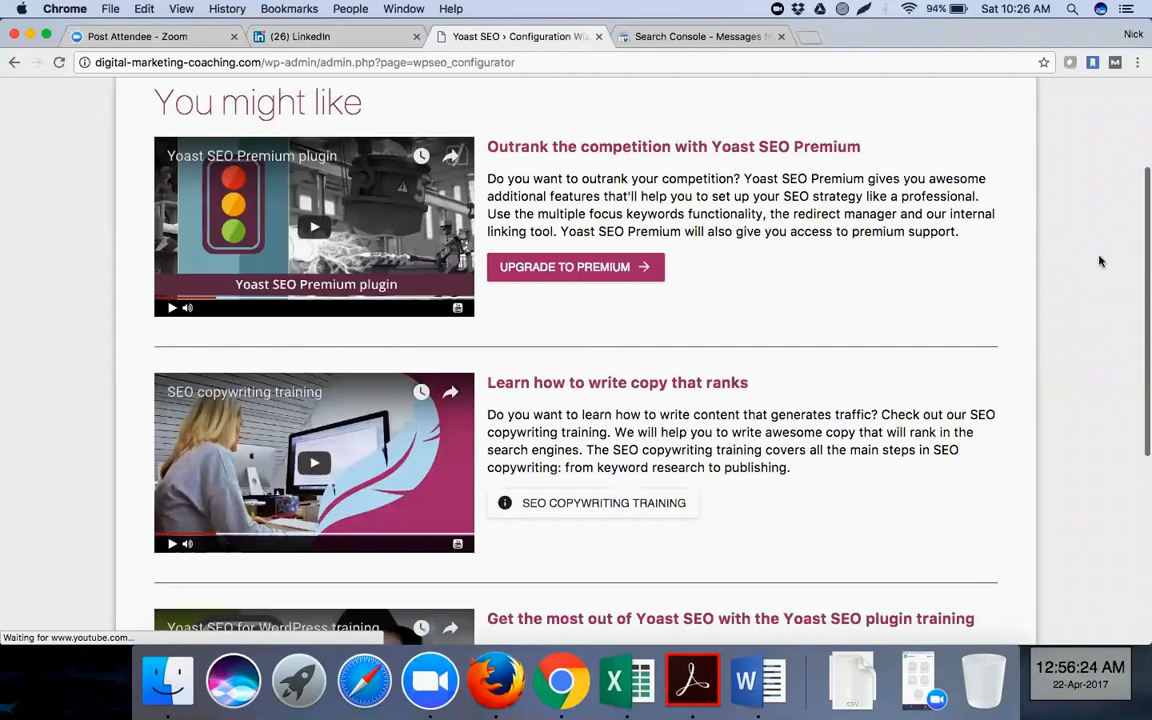 Chrome File Edit View History Bookmarks People Window Help 94% Sat 10:26 AM
Post Attendee - Zoom
(26) LinkedIn
Yoast SEO › Configuration Wiz
Search Console - Messages
Nick
digital-marketing-coaching.com/wp-admin/admin.php?page=wpseo_configurator
You might like
Yoast SEO Premium plugin
Yoast SEO Premium plugin
Outrank the competition with Yoast SEO Premium
Do you want to outrank your competition? Yoast SEO Premium gives you awesome
additional features that'll help you to set up your SEO strategy like a professional.
Use the multiple focus keywords functionality, the redirect manager and our internal
linking tool. Yoast SEO Premium will also give you access to premium support.
UPGRADE TO PREMIUM
SEO copywriting training
Learn how to write copy that ranks
Do you want to learn how to write content that generates traffic? Check out our SEO
copywriting training. We will help you to write awesome copy that will rank in the
search engines. The SEO copywriting training covers all the main steps in SEO
copywriting: from keyword research to publishing.
SEO COPYWRITING TRAINING
Yoast SEO for WordPress training
Get the most out of Yoast SEO with the Yoast SEO plugin training
Waiting for www.youtube.com...
CSV
12:56:24 AM
22-Apr-2017